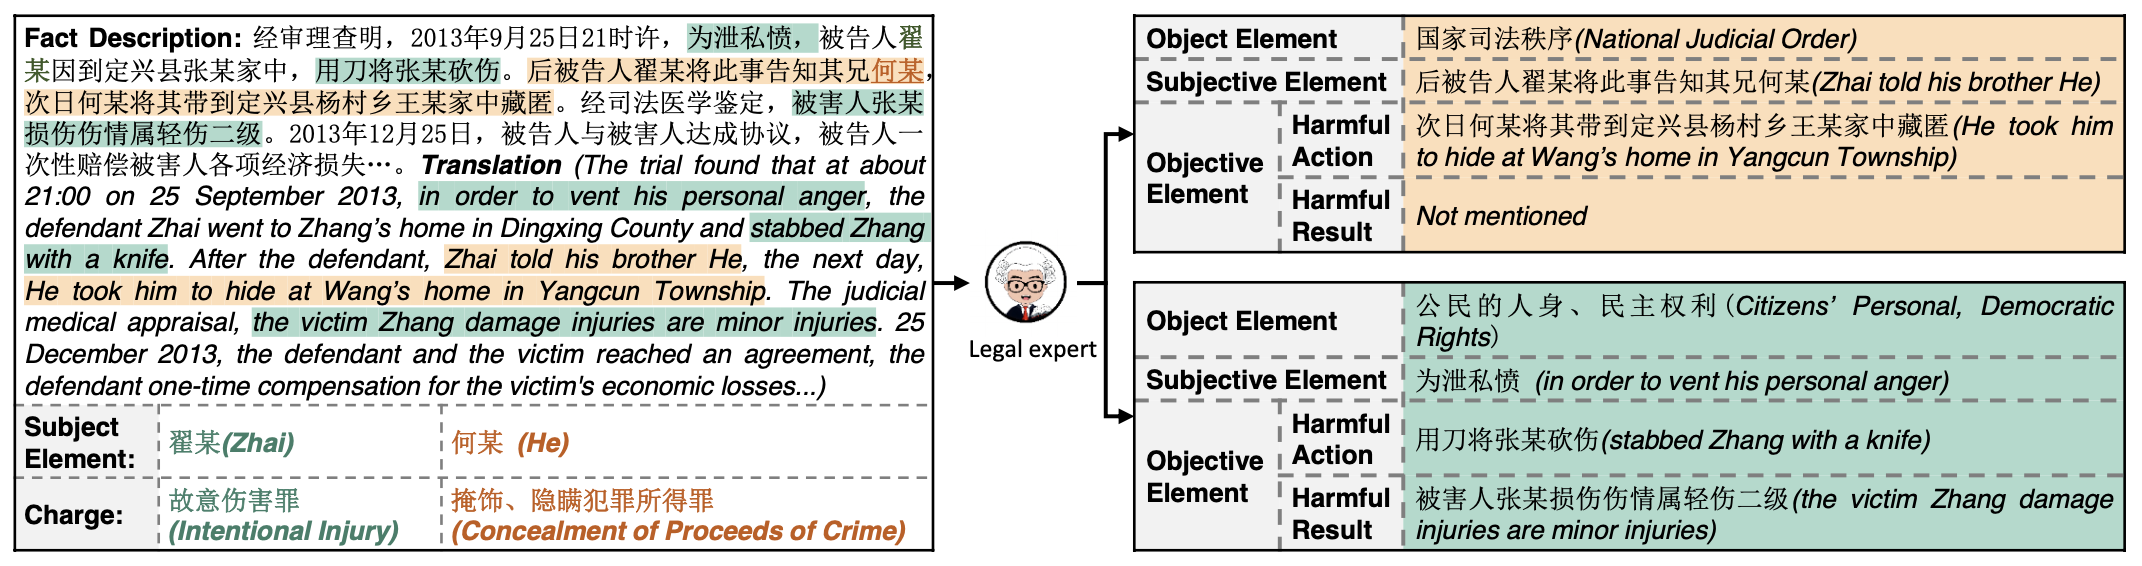 Fact Description: 经审理查明，2013年9月25日21时许，为泄私愤，被告人翟
某因到定兴县张某家中，用刀将张某砍伤。后被告人翟某将此事告知其兄何某，
次日何某将其带到定兴县杨村乡王某家中藏匿。经司法医学鉴定，被害人张某
损伤伤情属轻伤二级。2013年12月25日，被告人与被害人达成协议，被告人一
次性赔偿被害人各项经济损失…。Translation (The trial found that at about
21:00 on 25 September 2013, in order to vent his personal anger, the
defendant Zhai went to Zhang's home in Dingxing County and stabbed Zhang
with a knife. After the defendant, Zhai told his brother He, the next day,
He took him to hide at Wang's home in Yangcun Township. The judicial
medical appraisal, the victim Zhang damage injuries are minor injuries. 25
December 2013, the defendant and the victim reached an agreement, the
defendant one-time compensation for the victim's economic losses...)
Subject
Element:
翟某(Zhai)
何某 (He)
Charge:
故意伤害罪
(Intentional Injury)
掩饰、隐瞒犯罪所得罪
(Concealment of Proceeds of Crime)
Legal expert
Object Element
国家司法秩序(National Judicial Order)
Subjective Element
后被告人翟某将此事告知其兄何某(Zhai told his brother He)
Objective
Element
Harmful
Action
次日何某将其带到定兴县杨村乡王某家中藏匿(He took him
to hide at Wang's home in Yangcun Township)
Harmful
Result
Not mentioned
Object Element
公民的人身、民主权利(Citizens' Personal, Democratic
Rights)
Subjective Element
为泄私愤 (in order to vent his personal anger)
Objective
Element
Harmful
Action
用刀将张某砍伤(stabbed Zhang with a knife)
Harmful
Result
被害人张某损伤伤情属轻伤二级(the victim Zhang damage
injuries are minor injuries)